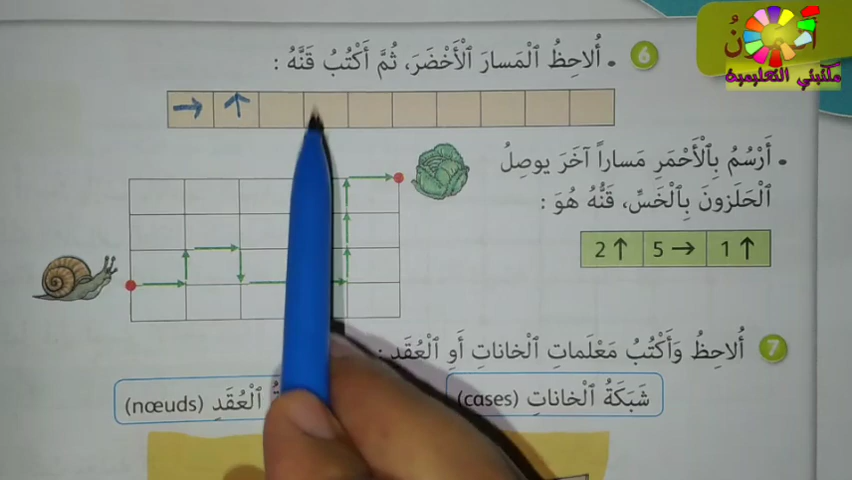 مكتبتي التعليمية
6 • أُلاحِظُ ٱلْمَسارَ ٱلْأَخْضَرَ، ثُمَّ أَكْتُبُ قَنَّهُ :
→ ↑
• أَرْسُمُ بِٱلْأَحْمَرِ مَساراً آخَرَ يوصِلُ
ٱلْحَلَزونَ بِٱلْخَسِّ، قَنُّهُ هُوَ :
2↑ 5→ 1↑
7 أُلاحِظُ وَأَكْتُبُ مَعْلَماتِ ٱلْخاناتِ أَوِ ٱلْعُقَدِ :
شَبَكَةُ ٱلْخاناتِ (cases)
ٱلْعُقَدِ (nœuds)